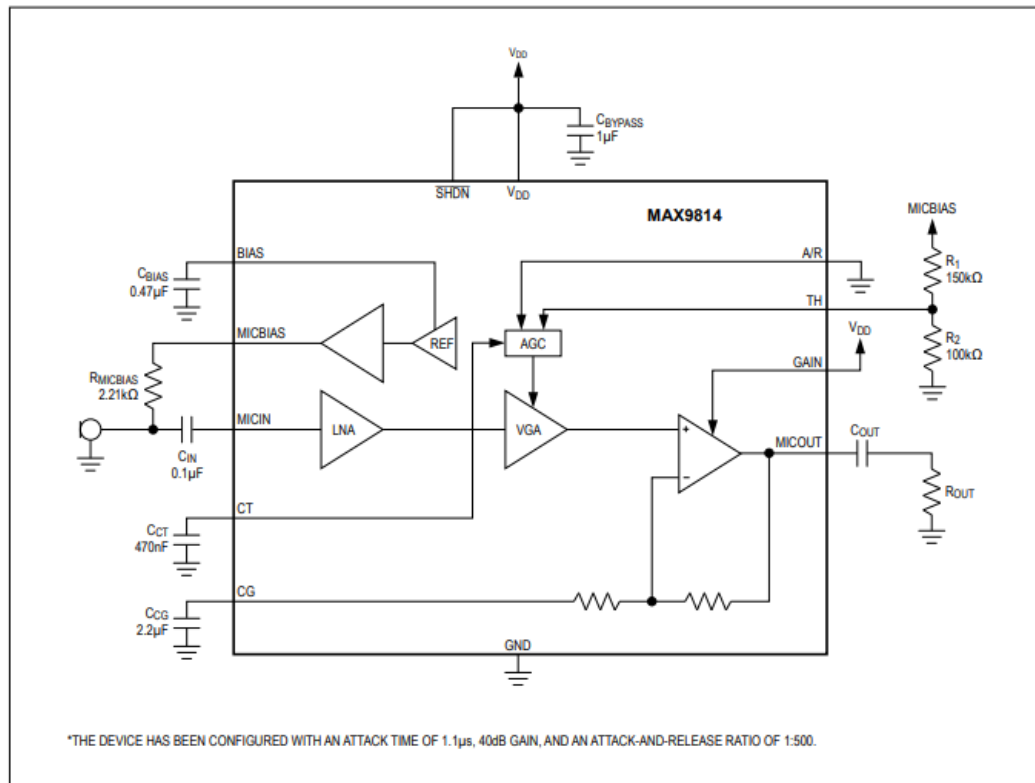 VDD
CBYPASS
1µF
SHDN
VDD
MAX9814
MICBIAS
R1
150kΩ
BIAS
A/R
CBIAS
0.47µF
TH
MICBIAS
REF
AGC
VDD
R2
100kΩ
GAIN
RMICBIAS
2.21kΩ
MICIN
LNA
VGA
+
−
MICOUT
COUT
CIN
0.1µF
ROUT
CT
CCT
470nF
CG
CCG
2.2µF
GND
*THE DEVICE HAS BEEN CONFIGURED WITH AN ATTACK TIME OF 1.1µs, 40dB GAIN, AND AN ATTACK-AND-RELEASE RATIO OF 1:500.